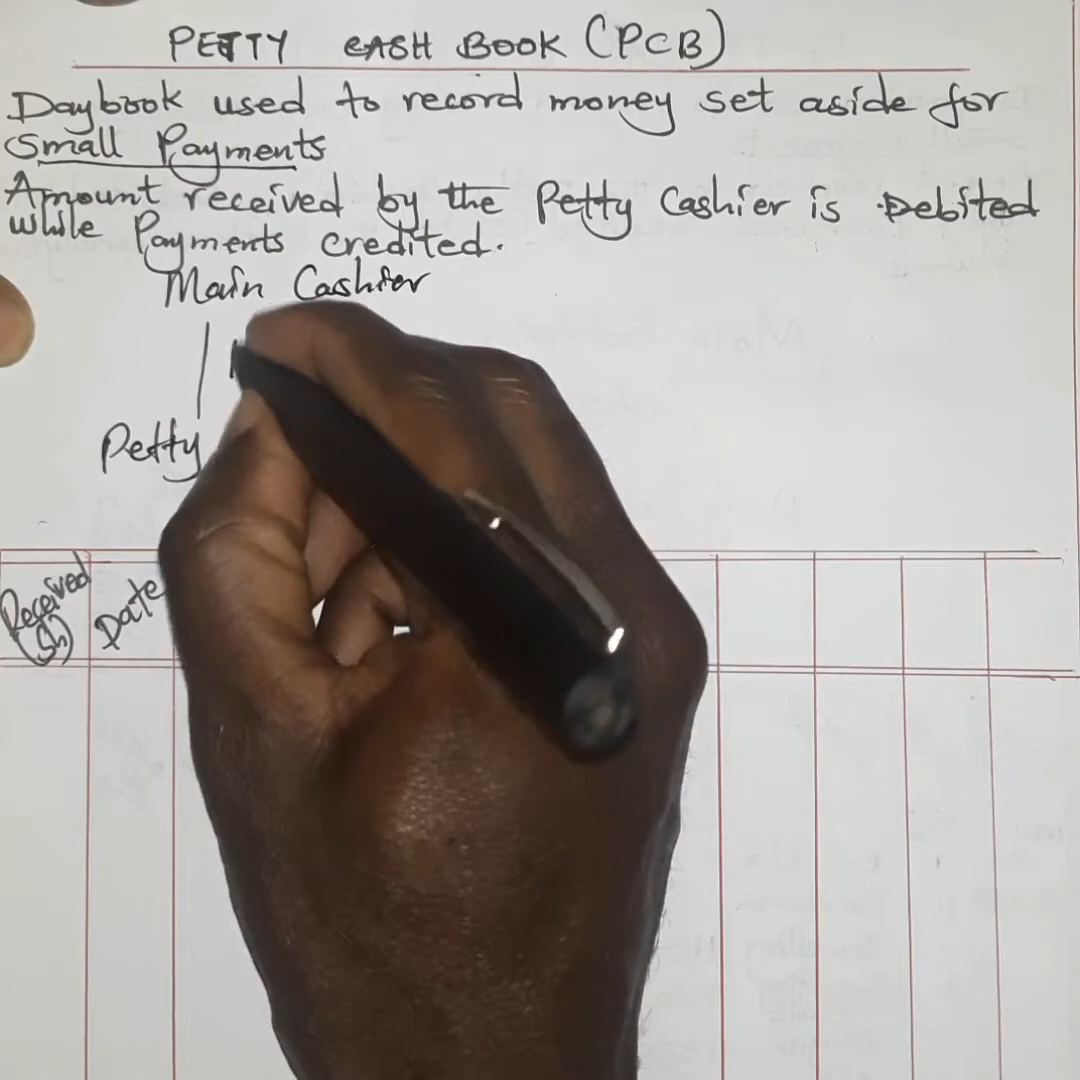 PETTY CASH BOOK (PCB)
Daybook used to record money set aside for
Small Payments
Amount received by the Petty Cashier is Debited
while Payments credited.
Main Cashier
Petty
Received
(Sh)
Date